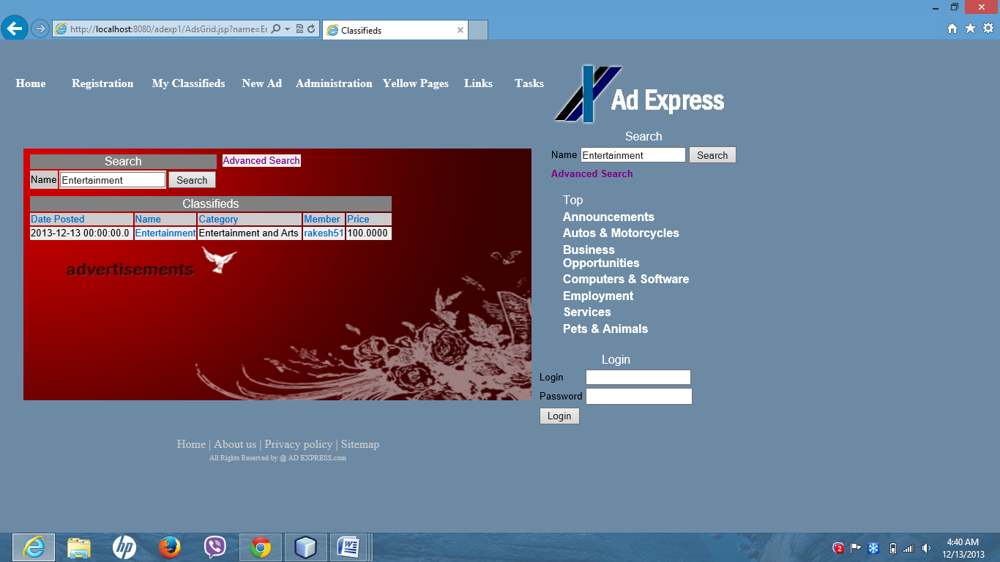 http://localhost:8080/adexp1/AdsGrid.jsp?name=Er
Classifieds
Home Registration My Classifieds New Ad Administration Yellow Pages Links Tasks
Ad Express
Search
Name Entertainment Search
Advanced Search
Search
Advanced Search
Name Entertainment Search
Classifieds
Date Posted Name Category Member Price
2013-12-13 00:00:00.0 Entertainment Entertainment and Arts rakesh51 100.0000
advertisements
Top
Announcements
Autos & Motorcycles
Business
Opportunities
Computers & Software
Employment
Services
Pets & Animals
Login
Login
Password
Login
Home | About us | Privacy policy | Sitemap
All Rights Reserved by @ AD EXPRESS.com
hp
W
2
4:40 AM
12/13/2013